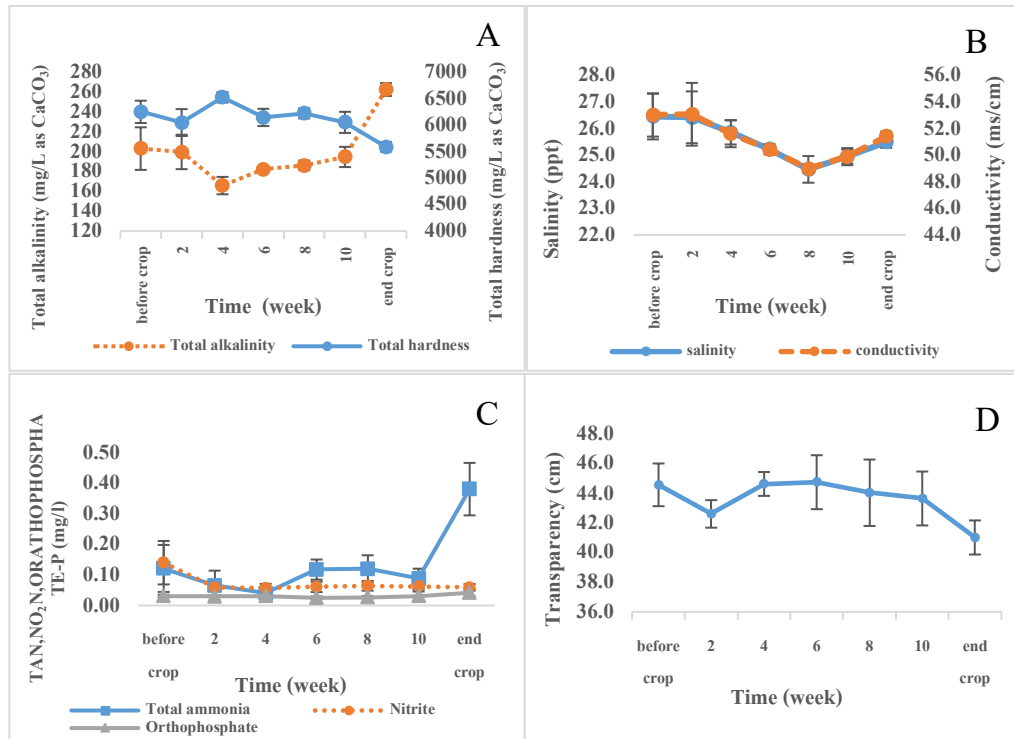 A
Total alkalinity (mg/L as CaCO3)
280
260
240
220
200
180
160
140
120
7000
6500
6000
5500
5000
4500
4000
Total hardness (mg/L as CaCO3)
before crop
2
4
6
8
10
end crop
Time (week)
Total alkalinity
Total hardness
B
Salinity (ppt)
28.0
27.0
26.0
25.0
24.0
23.0
22.0
56.0
54.0
52.0
50.0
48.0
46.0
44.0
Conductivity (ms/cm)
before crop
2
4
6
8
10
end crop
Time (week)
salinity
conductivity
C
TAN,NO2N,ORATHOPHOSPHA
TE-P (mg/l)
0.50
0.40
0.30
0.20
0.10
0.00
before 2 4 6 8 10 end
crop crop
Time (week)
Total ammonia
Nitrite
Orthophosphate
D
Transparency (cm)
48.0
46.0
44.0
42.0
40.0
38.0
36.0
before 2 4 6 8 10 end
crop crop
Time (week)